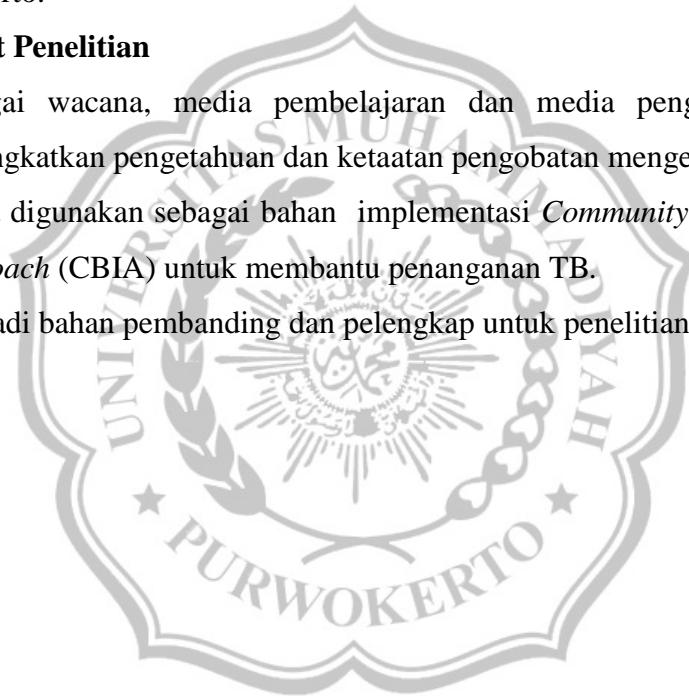 rto.
t Penelitian
gai wacana, media pembelajaran dan media peng
ngkatkan pengetahuan dan ketaatan pengobatan menge
digunakan sebagai bahan implementasi Community
oach (CBIA) untuk membantu penanganan TB.
adi bahan pembanding dan pelengkap untuk penelitian
UNIVERSITAS MUHAMMADIYAH
PURWOKERTO